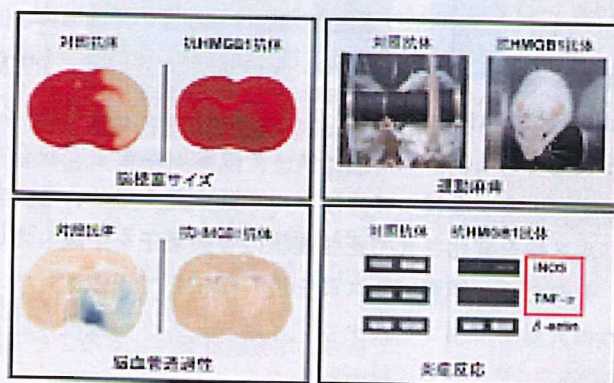 対照抗体 抗HMGB1抗体
脳梗塞サイズ
対照抗体 抗HMGB1抗体
運動麻痺
対照抗体 抗HMGB1抗体
脳血管透過性
対照抗体 抗HMGB1抗体
iNOS
TNF-α
β-actin
炎症反応